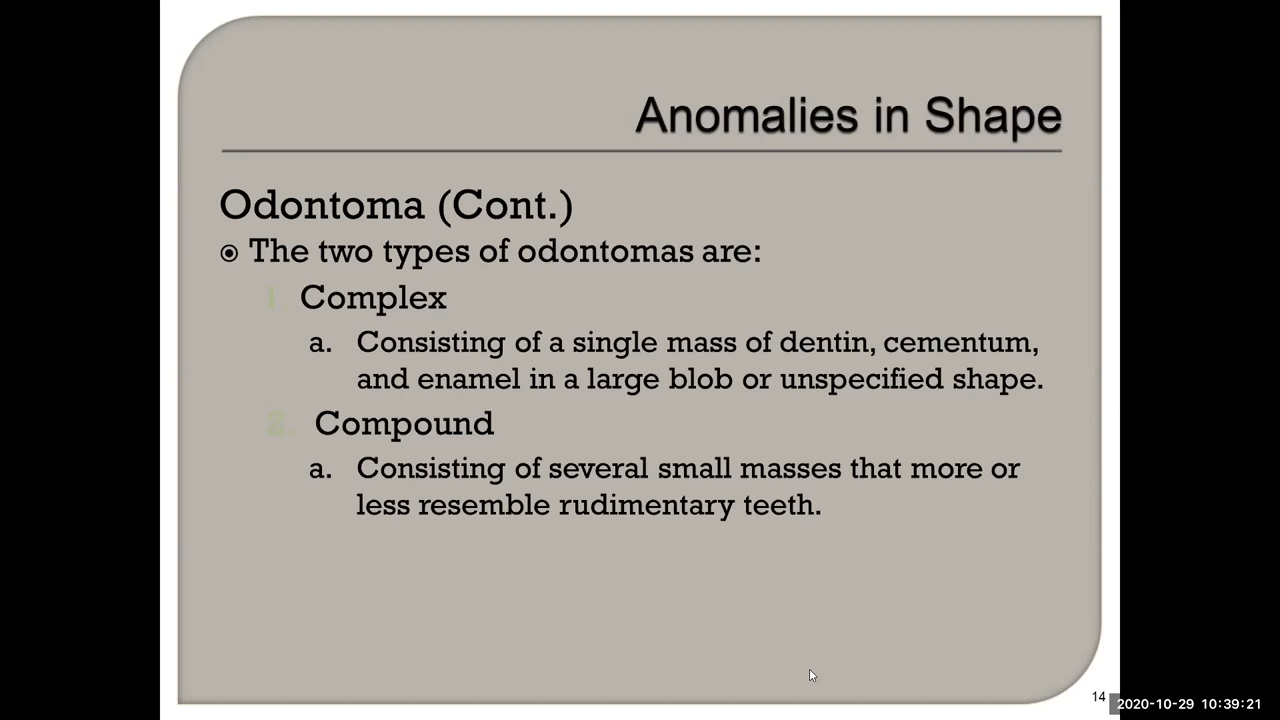 Anomalies in Shape
Odontoma (Cont.)
The two types of odontomas are:
1. Complex
a. Consisting of a single mass of dentin, cementum,
and enamel in a large blob or unspecified shape.
2. Compound
a. Consisting of several small masses that more or
less resemble rudimentary teeth.
14
2020-10-29 10:39:21